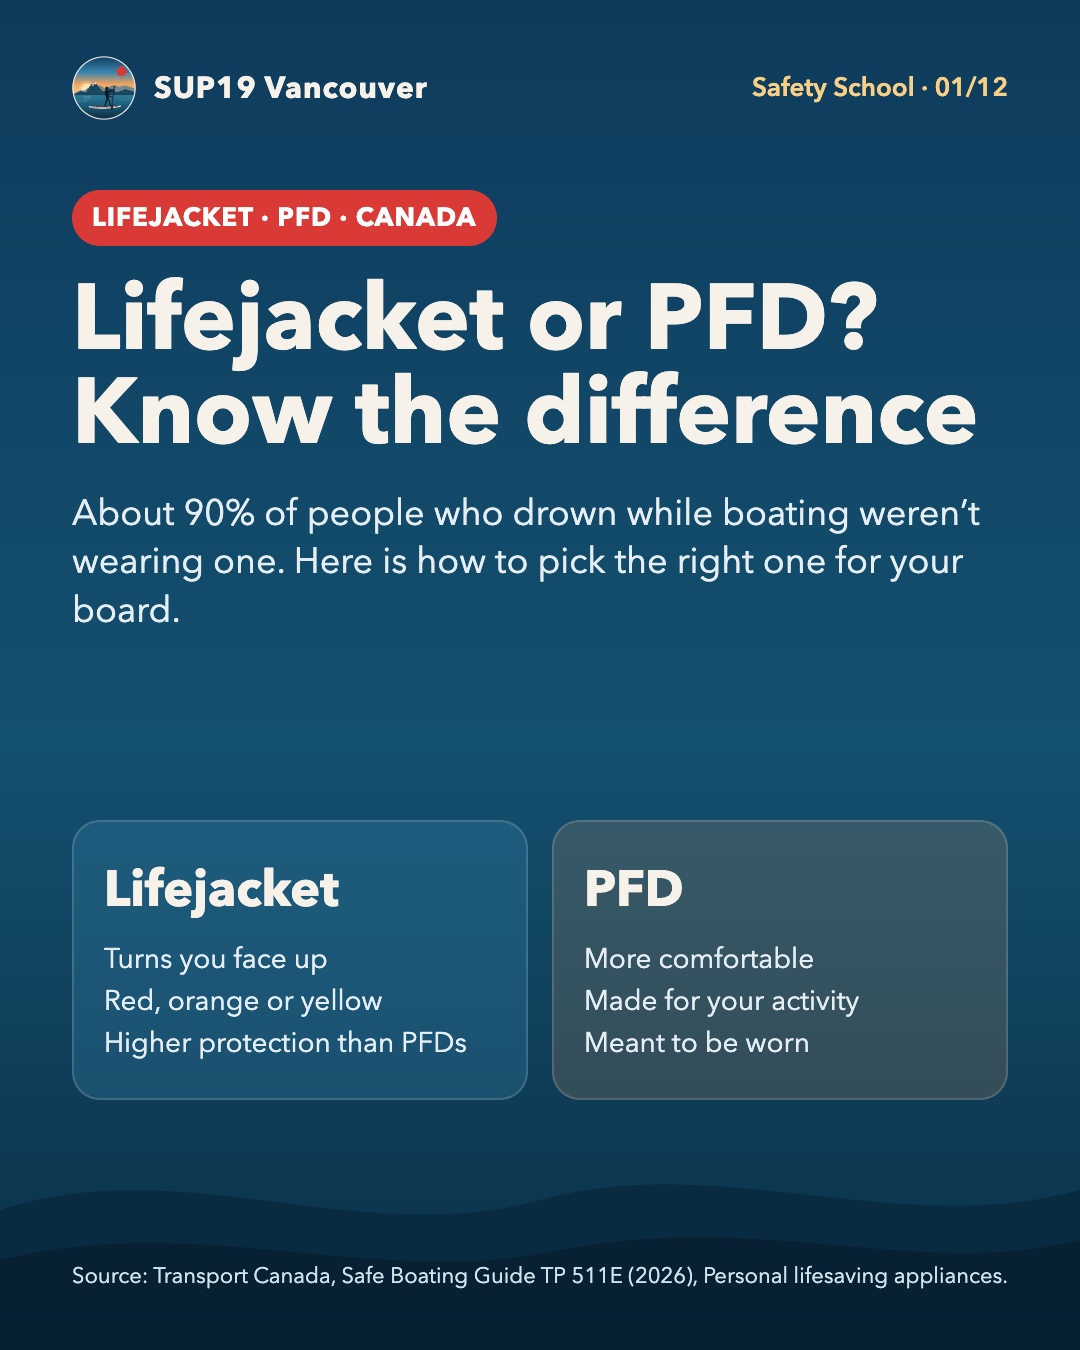 SUP19 Vancouver
Safety School · 01/12
LIFEJACKET · PFD · CANADA
Lifejacket or PFD?
Know the difference
About 90% of people who drown while boating weren’t
wearing one. Here is how to pick the right one for your
board.
Lifejacket
Turns you face up
Red, orange or yellow
Higher protection than PFDs
PFD
More comfortable
Made for your activity
Meant to be worn
Source: Transport Canada, Safe Boating Guide TP 511E (2026), Personal lifesaving appliances.